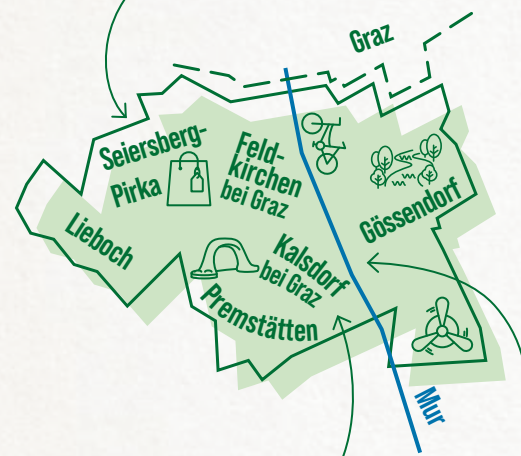 Graz
Seiersberg-
Pirka
Feld-
kirchen
bei Graz
Gössendorf
Lieboch
Kalsdorf
bei Graz
Premstätten
Mur